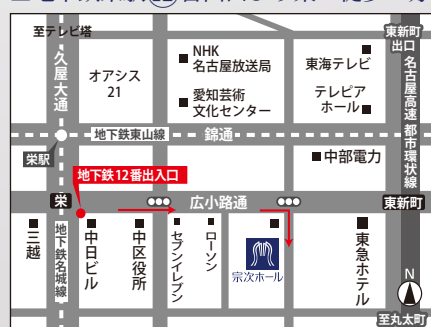 至テレビ塔
東新町
出口
久屋大通
オアシス
21
NHK
名古屋放送局
愛知芸術
文化センター
東海テレビ
テレピア
ホール
名古屋高速 都市環状線
地下鉄東山線
錦通
栄駅
中部電力
地下鉄12番出入口
栄
広小路通
東新町
三越
地下鉄名城線
中日ビル
中区役所
セブンイレブン
ローソン
宗次ホール
東急ホテル
N
至丸太町